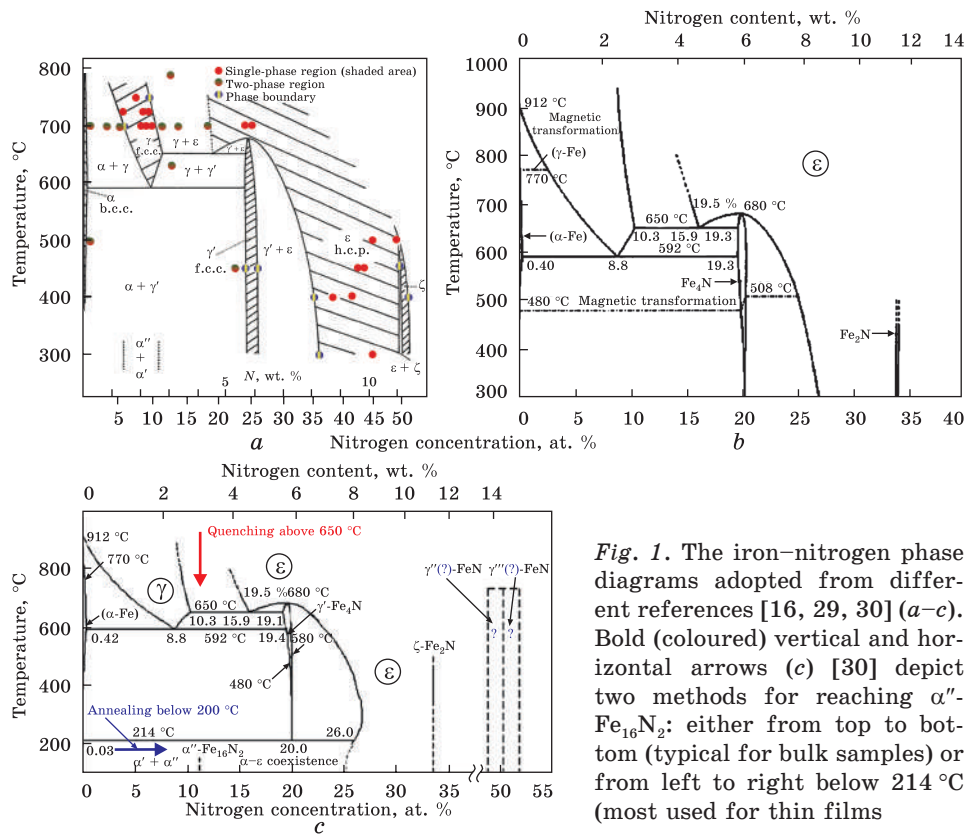 Single-phase region (shaded area)
Two-phase region
Phase boundary
800
700
600
500
400
300
Temperature, °C
γ
f.c.c.
γ + ε
γ + ε
α + γ
γ + γ′
α
b.c.c.
γ′
f.c.c.
γ′ + ε
ε
h.c.p.
ζ
α + γ′
α″
+
α′
ε + ζ
5
N, wt. %
10
5 10 15 20 25 30 35 40 45 50
a
Nitrogen concentration, at. %
Nitrogen content, wt. %
0 2 4 6 8 10 12 14
1000
900
800
700
600
500
400
300
Temperature, °C
912 °C
Magnetic
transformation
(γ-Fe)
770 °C
ε
19.5 % 680 °C
650 °C
(α-Fe)
10.3 15.9 19.3
592 °C
0.40 8.8 19.3
Fe4N
480 °C Magnetic transformation
508 °C
Fe2N
0 5 10 15 20 25 30 35 40
b
Nitrogen content, wt. %
0 2 4 6 8 10 12 14
800
600
400
200
Temperature, °C
912 °C
Quenching above 650 °C
770 °C
γ
ε
19.5 % 680 °C
γ″(?)-FeN γ‴(?)-FeN
(α-Fe)
650 °C
γ′-Fe4N
10.3 15.9 19.1
0.42 8.8 592 °C 19.4 580 °C
? ?
ζ-Fe2N
ε
480 °C
Annealing below 200 °C
214 °C
26.0
0.03
α″-Fe16N2
20.0
α′ + α″
α–ε coexistence
0 5 10 15 20 25 30 35 50 55
Nitrogen concentration, at. %
c
Fig. 1. The iron–nitrogen phase
diagrams adopted from differ-
ent references [16, 29, 30] (a–c).
Bold (coloured) vertical and hor-
izontal arrows (c) [30] depict
two methods for reaching α″-
Fe16N2: either from top to bot-
tom (typical for bulk samples) or
from left to right below 214 °C
(most used for thin films